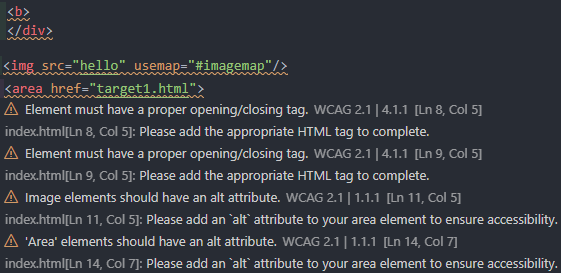 <b>
</div>
<img src="hello" usemap="#imagemap"/>
<area href="target1.html">
Element must have a proper opening/closing tag. WCAG 2.1 | 4.1.1 [Ln 8, Col 5]
index.html[Ln 8, Col 5]: Please add the appropriate HTML tag to complete.
Element must have a proper opening/closing tag. WCAG 2.1 | 4.1.1 [Ln 9, Col 5]
index.html[Ln 9, Col 5]: Please add the appropriate HTML tag to complete.
Image elements should have an alt attribute. WCAG 2.1 | 1.1.1 [Ln 11, Col 5]
index.html[Ln 11, Col 5]: Please add an `alt` attribute to your area element to ensure accessibility.
'Area' elements should have an alt attribute. WCAG 2.1 | 1.1.1 [Ln 14, Col 7]
index.html[Ln 14, Col 7]: Please add an `alt` attribute to your area element to ensure accessibility.